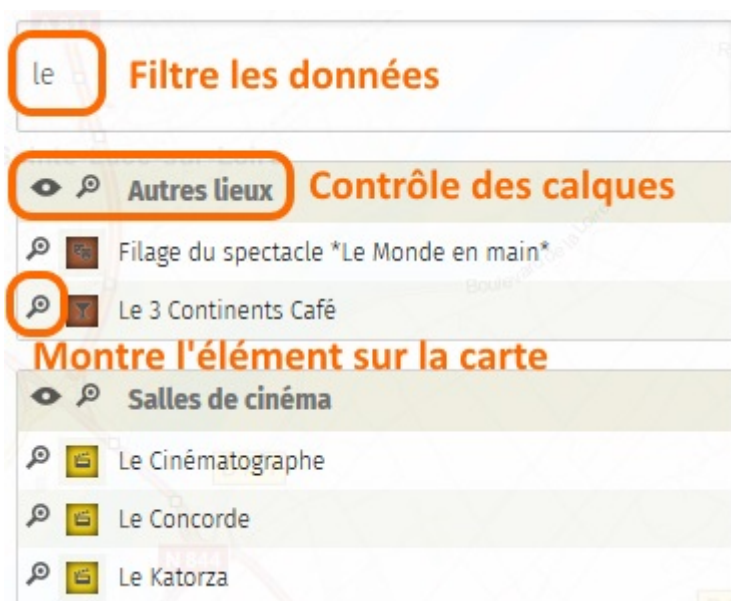 le Filtre les données
Autres lieux Contrôle des calques
Filage du spectacle *Le Monde en main*
Le 3 Continents Café
Montre l'élément sur la carte
Salles de cinéma
Le Cinématographe
Le Concorde
Le Katorza